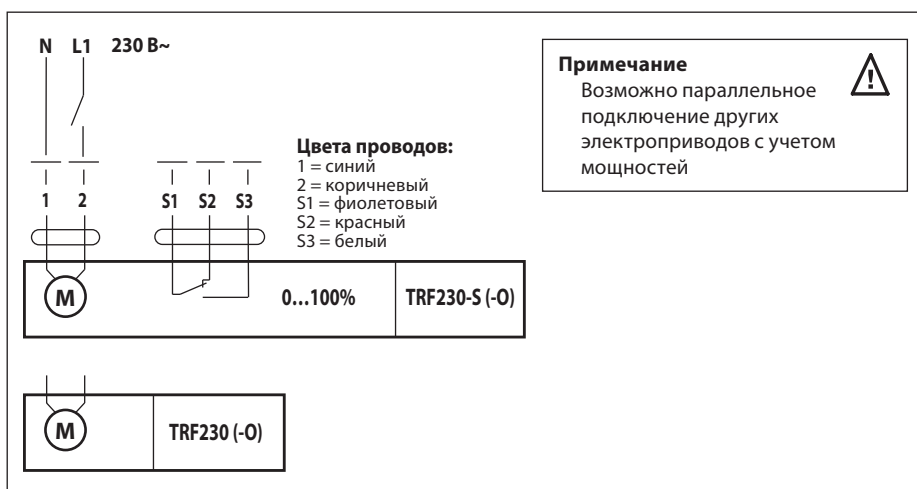 N L1 230 В~
Примечание
Возможно параллельное
подключение других
электроприводов с учетом
мощностей
Цвета проводов:
1 = синий
2 = коричневый
S1 = фиолетовый
S2 = красный
S3 = белый
1 2 S1 S2 S3
M 0...100% TRF230-S (-O)
M TRF230 (-O)